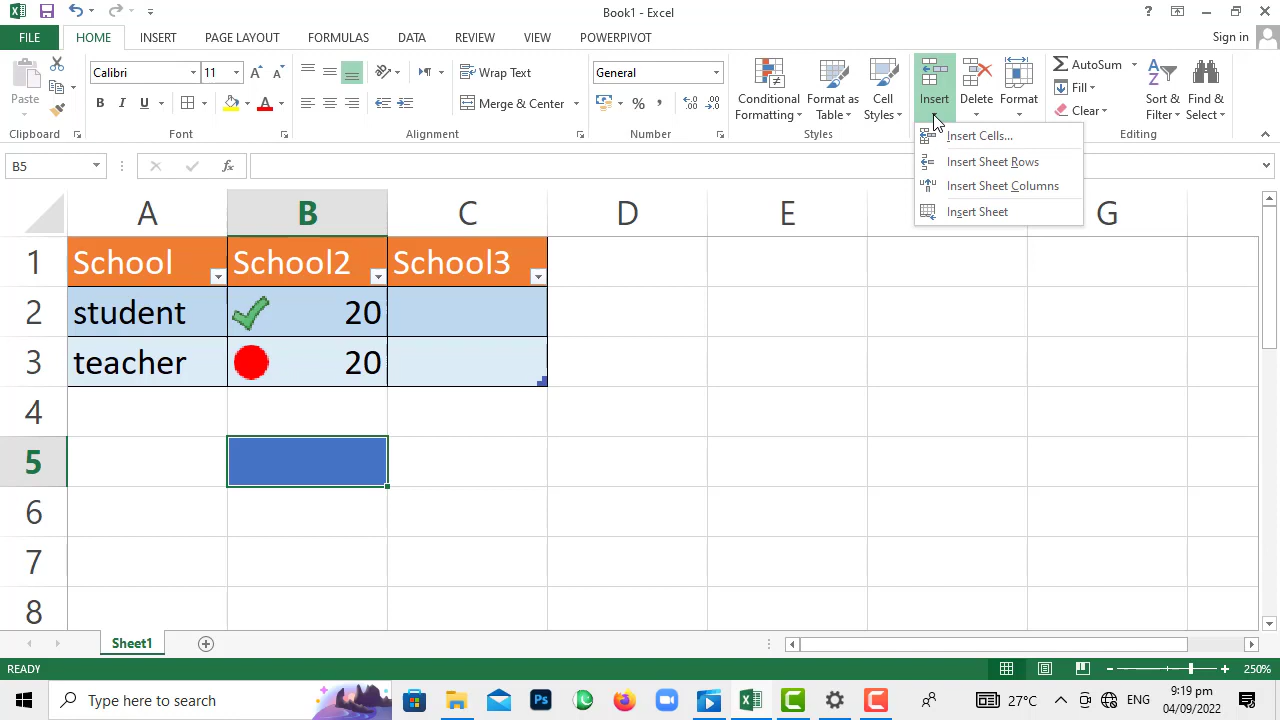 Book1 - Excel
?
FILE
HOME
INSERT
PAGE LAYOUT
FORMULAS
DATA
REVIEW
VIEW
POWERPIVOT
Sign in
Paste
Clipboard
Calibri
11
B I U
A
Font
Wrap Text
Merge & Center
Alignment
General
% ,
Number
Conditional
Formatting
Format as
Table
Cell
Styles
Styles
Insert
Delete
Format
AutoSum
Fill
Clear
Sort &
Filter
Find &
Select
Editing
Insert Cells...
Insert Sheet Rows
Insert Sheet Columns
Insert Sheet
B5
fx
A B C D E G
1 School School2 School3
2 student 20
3 teacher 20
4
5
6
7
8
Sheet1
READY
250%
Type here to search
Ps
27°C
ENG
9:19 pm
04/09/2022